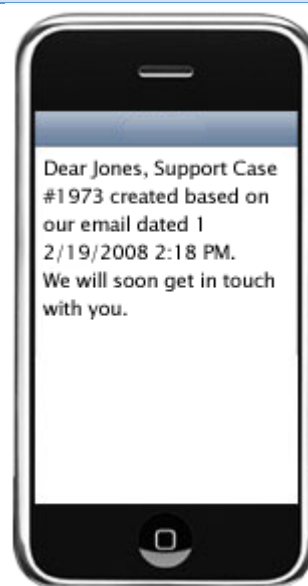 Dear Jones, Support Case
#1973 created based on
our email dated 1
2/19/2008 2:18 PM.
We will soon get in touch
with you.